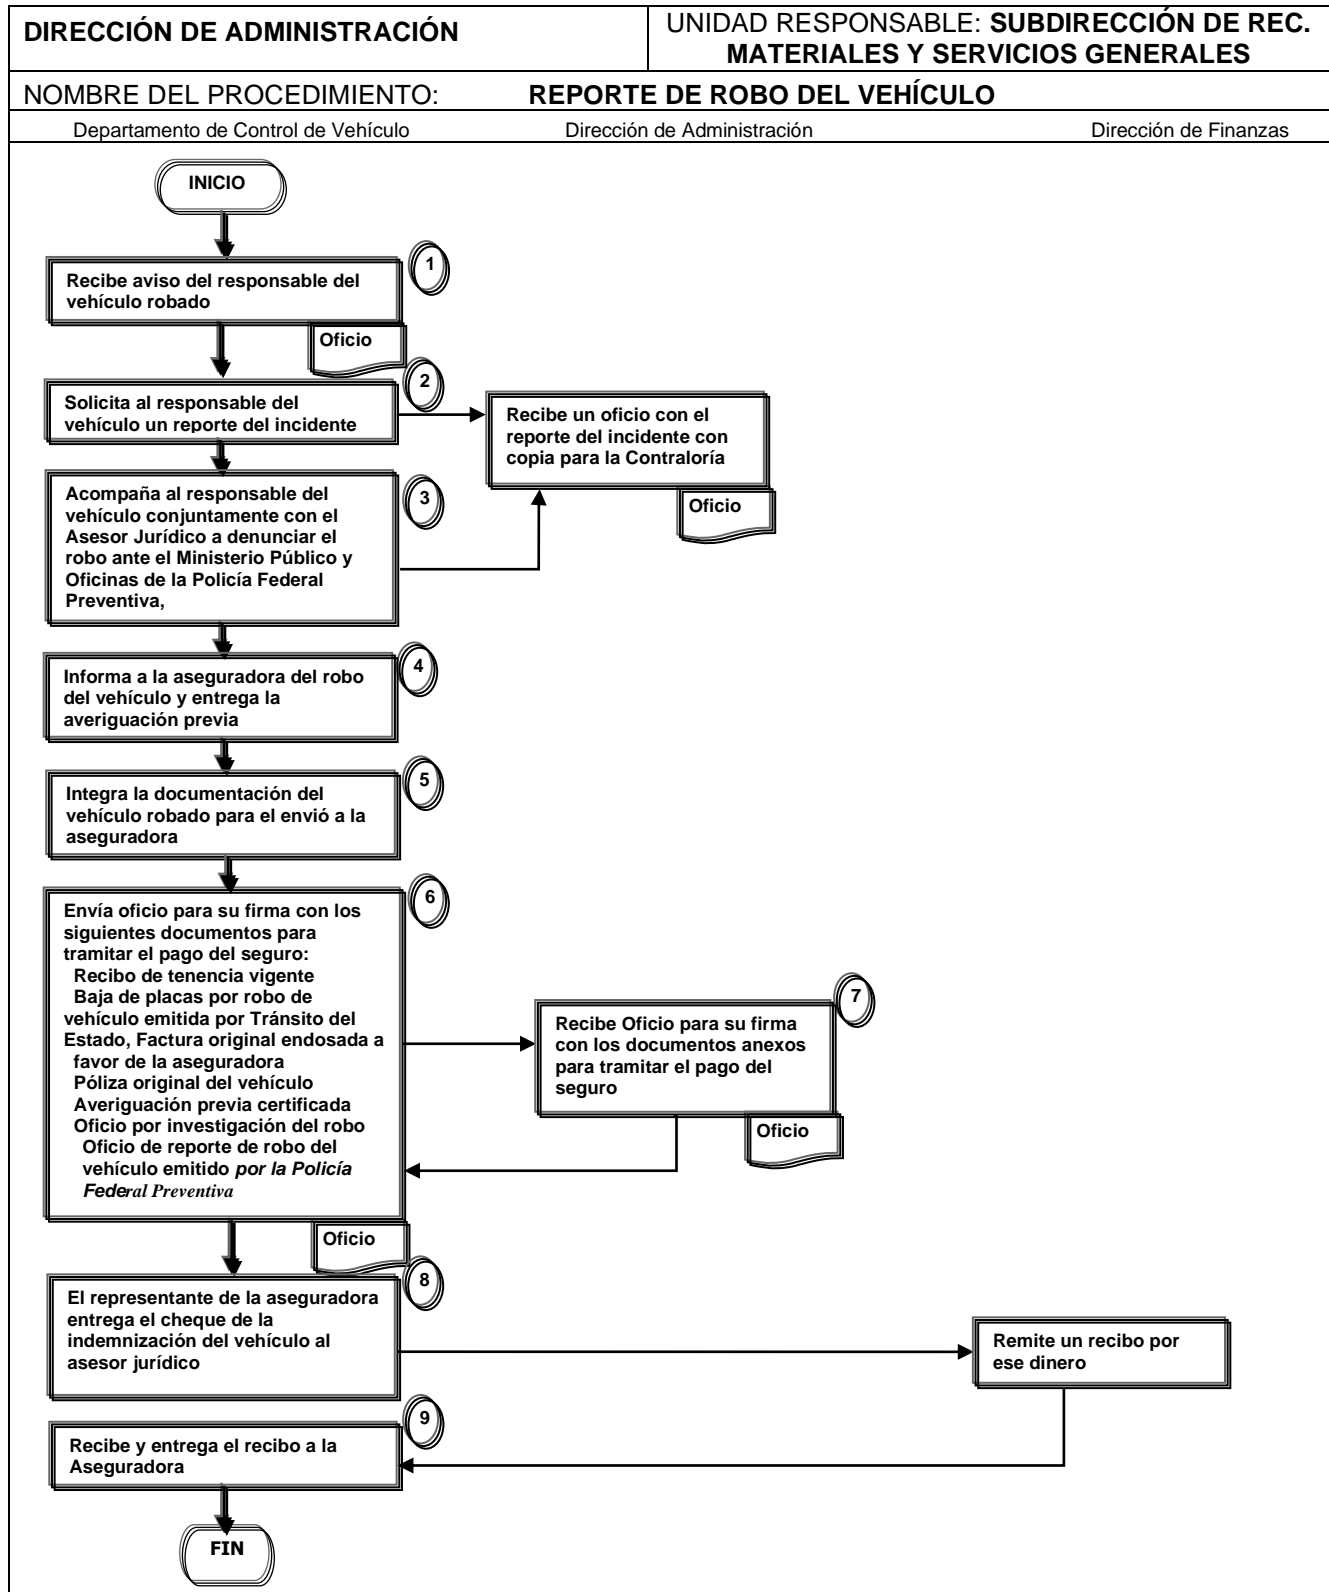 DIRECCIÓN DE ADMINISTRACIÓN
UNIDAD RESPONSABLE: SUBDIRECCIÓN DE REC.
MATERIALES Y SERVICIOS GENERALES
NOMBRE DEL PROCEDIMIENTO: REPORTE DE ROBO DEL VEHÍCULO
Departamento de Control de Vehículo
Dirección de Administración
Dirección de Finanzas
INICIO
1
Recibe aviso del responsable del
vehículo robado
Oficio
2
Solicita al responsable del
vehículo un reporte del incidente
Recibe un oficio con el
reporte del incidente con
copia para la Contraloría
Oficio
3
Acompaña al responsable del
vehículo conjuntamente con el
Asesor Jurídico a denunciar el
robo ante el Ministerio Público y
Oficinas de la Policía Federal
Preventiva,
4
Informa a la aseguradora del robo
del vehículo y entrega la
averiguación previa
5
Integra la documentación del
vehículo robado para el envió a la
aseguradora
6
Envía oficio para su firma con los
siguientes documentos para
tramitar el pago del seguro:
Recibo de tenencia vigente
Baja de placas por robo de
vehículo emitida por Tránsito del
Estado, Factura original endosada a
favor de la aseguradora
Póliza original del vehículo
Averiguación previa certificada
Oficio por investigación del robo
Oficio de reporte de robo del
vehículo emitido por la Policía
Federal Preventiva
Oficio
7
Recibe Oficio para su firma
con los documentos anexos
para tramitar el pago del
seguro
Oficio
8
El representante de la aseguradora
entrega el cheque de la
indemnización del vehículo al
asesor jurídico
Remite un recibo por
ese dinero
9
Recibe y entrega el recibo a la
Aseguradora
FIN